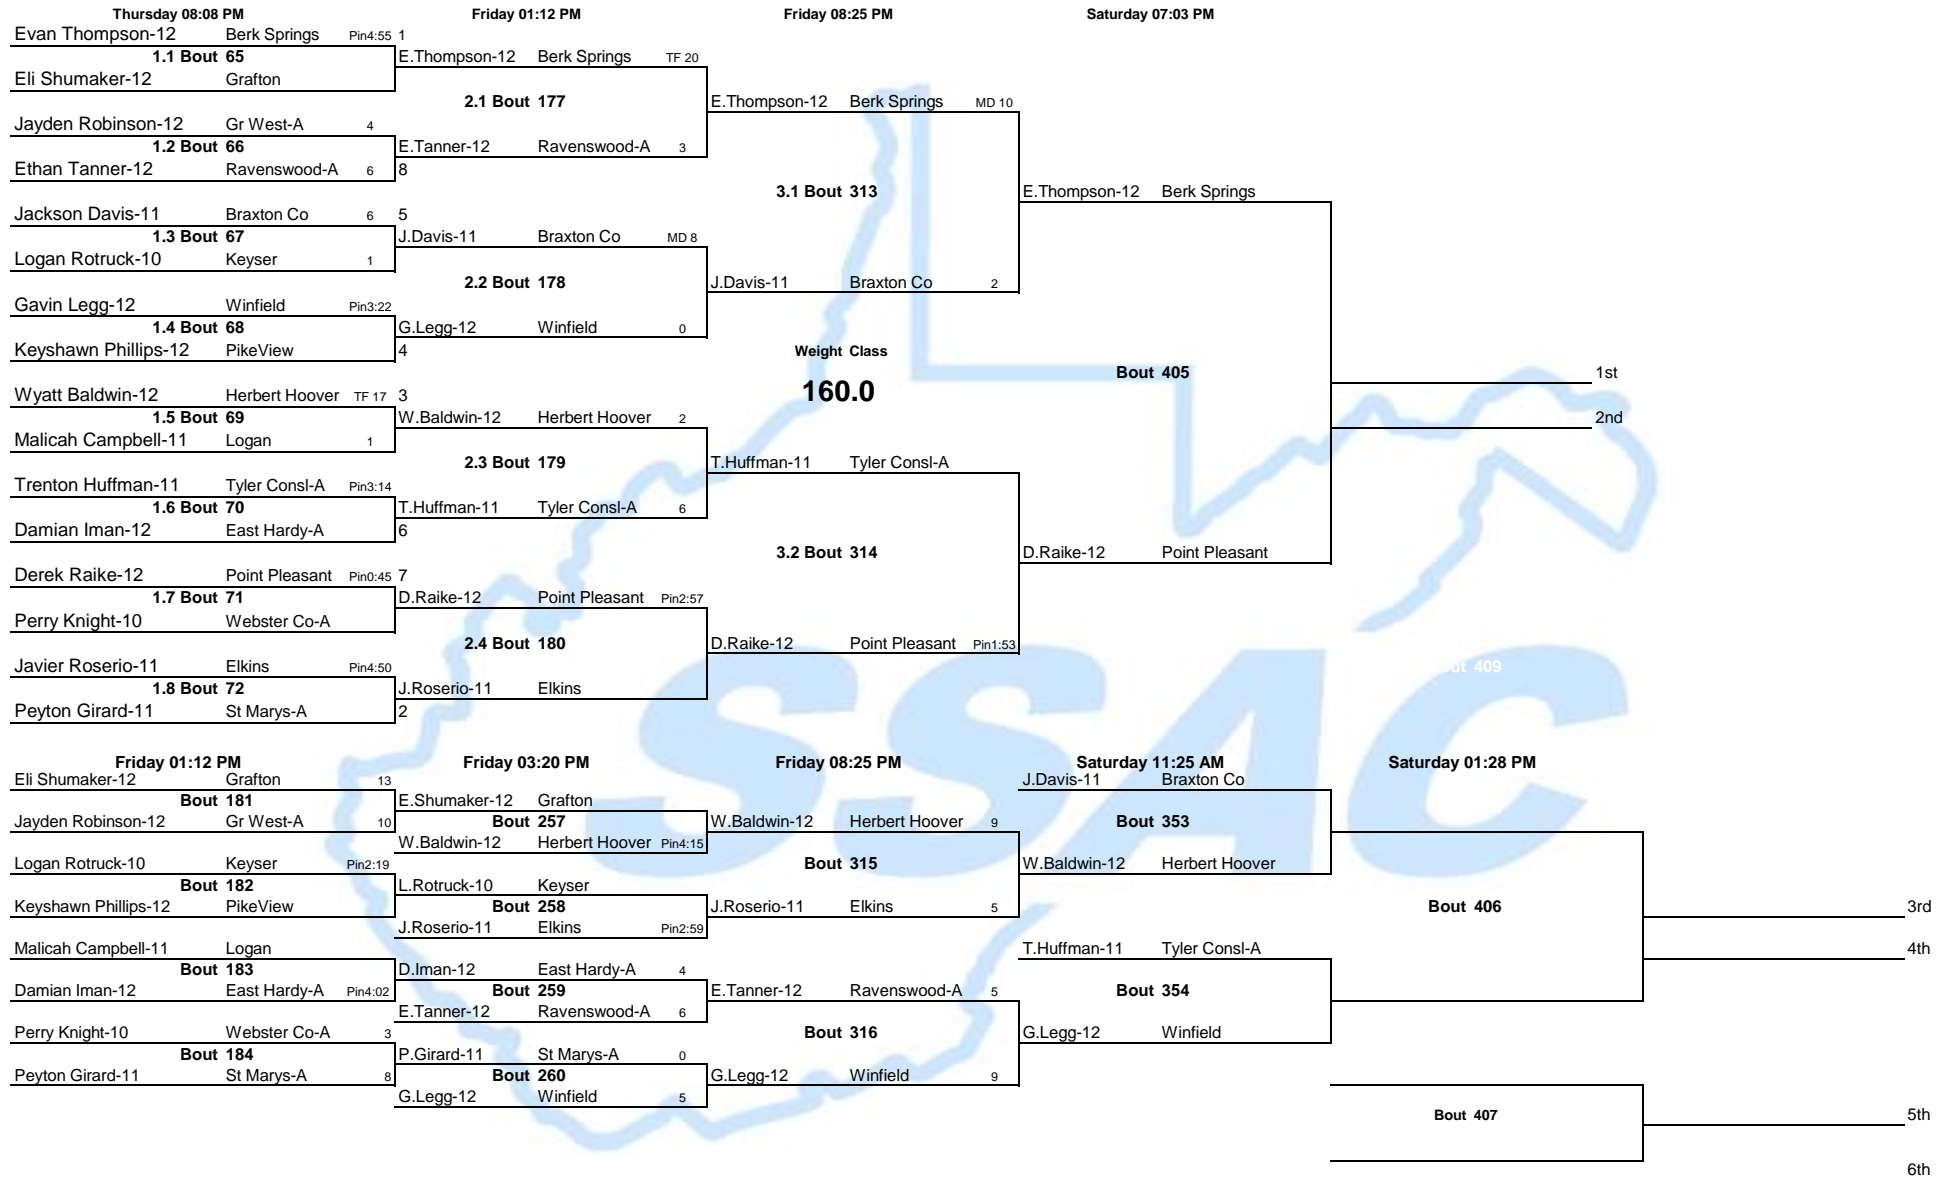 Thursday 08:08 PM Friday 01:12 PM Friday 08:25 PM Saturday 07:03 PM
Evan Thompson-12 Berk Springs Pin4:55 1
1.1 Bout 65 E.Thompson-12 Berk Springs TF 20
Eli Shumaker-12 Grafton
2.1 Bout 177 E.Thompson-12 Berk Springs MD 10
Jayden Robinson-12 Gr West-A 4
1.2 Bout 66 E.Tanner-12 Ravenswood-A 3
Ethan Tanner-12 Ravenswood-A 6 8
3.1 Bout 313 E.Thompson-12 Berk Springs
Jackson Davis-11 Braxton Co 6 5
1.3 Bout 67 J.Davis-11 Braxton Co MD 8
Logan Rotruck-10 Keyser 1
2.2 Bout 178 J.Davis-11 Braxton Co 2
Gavin Legg-12 Winfield Pin3:22
1.4 Bout 68 G.Legg-12 Winfield 0
Keyshawn Phillips-12 PikeView 4
Weight Class
Bout 405 1st
160.0
Wyatt Baldwin-12 Herbert Hoover TF 17 3
1.5 Bout 69 W.Baldwin-12 Herbert Hoover 2 2nd
Malicah Campbell-11 Logan 1
2.3 Bout 179 T.Huffman-11 Tyler Consl-A
Trenton Huffman-11 Tyler Consl-A Pin3:14
1.6 Bout 70 T.Huffman-11 Tyler Consl-A 6
Damian Iman-12 East Hardy-A 6
3.2 Bout 314 D.Raike-12 Point Pleasant
Derek Raike-12 Point Pleasant Pin0:45 7
1.7 Bout 71 D.Raike-12 Point Pleasant Pin2:57
Perry Knight-10 Webster Co-A
2.4 Bout 180 D.Raike-12 Point Pleasant Pin1:53
Javier Roserio-11 Elkins Pin4:50 409
1.8 Bout 72 J.Roserio-11 Elkins
Peyton Girard-11 St Marys-A 2
SSAC
Friday 01:12 PM Friday 03:20 PM Friday 08:25 PM Saturday 11:25 AM Saturday 01:28 PM
Eli Shumaker-12 Grafton 13 J.Davis-11 Braxton Co
Bout 181 E.Shumaker-12 Grafton
Jayden Robinson-12 Gr West-A 10 Bout 257 W.Baldwin-12 Herbert Hoover 9 Bout 353
W.Baldwin-12 Herbert Hoover Pin4:15
Logan Rotruck-10 Keyser Pin2:19 Bout 315 W.Baldwin-12 Herbert Hoover
Bout 182 L.Rotruck-10 Keyser
Keyshawn Phillips-12 PikeView Bout 258 J.Roserio-11 Elkins 5 Bout 406 3rd
J.Roserio-11 Elkins Pin2:59
Malicah Campbell-11 Logan T.Huffman-11 Tyler Consl-A 4th
Bout 183 D.Iman-12 East Hardy-A 4
Damian Iman-12 East Hardy-A Pin4:02 Bout 259 E.Tanner-12 Ravenswood-A 5 Bout 354
E.Tanner-12 Ravenswood-A 6
Perry Knight-10 Webster Co-A 3 Bout 316 G.Legg-12 Winfield
Bout 184 P.Girard-11 St Marys-A 0
Peyton Girard-11 St Marys-A 8 Bout 260 G.Legg-12 Winfield 9
G.Legg-12 Winfield 5
Bout 407 5th
6th